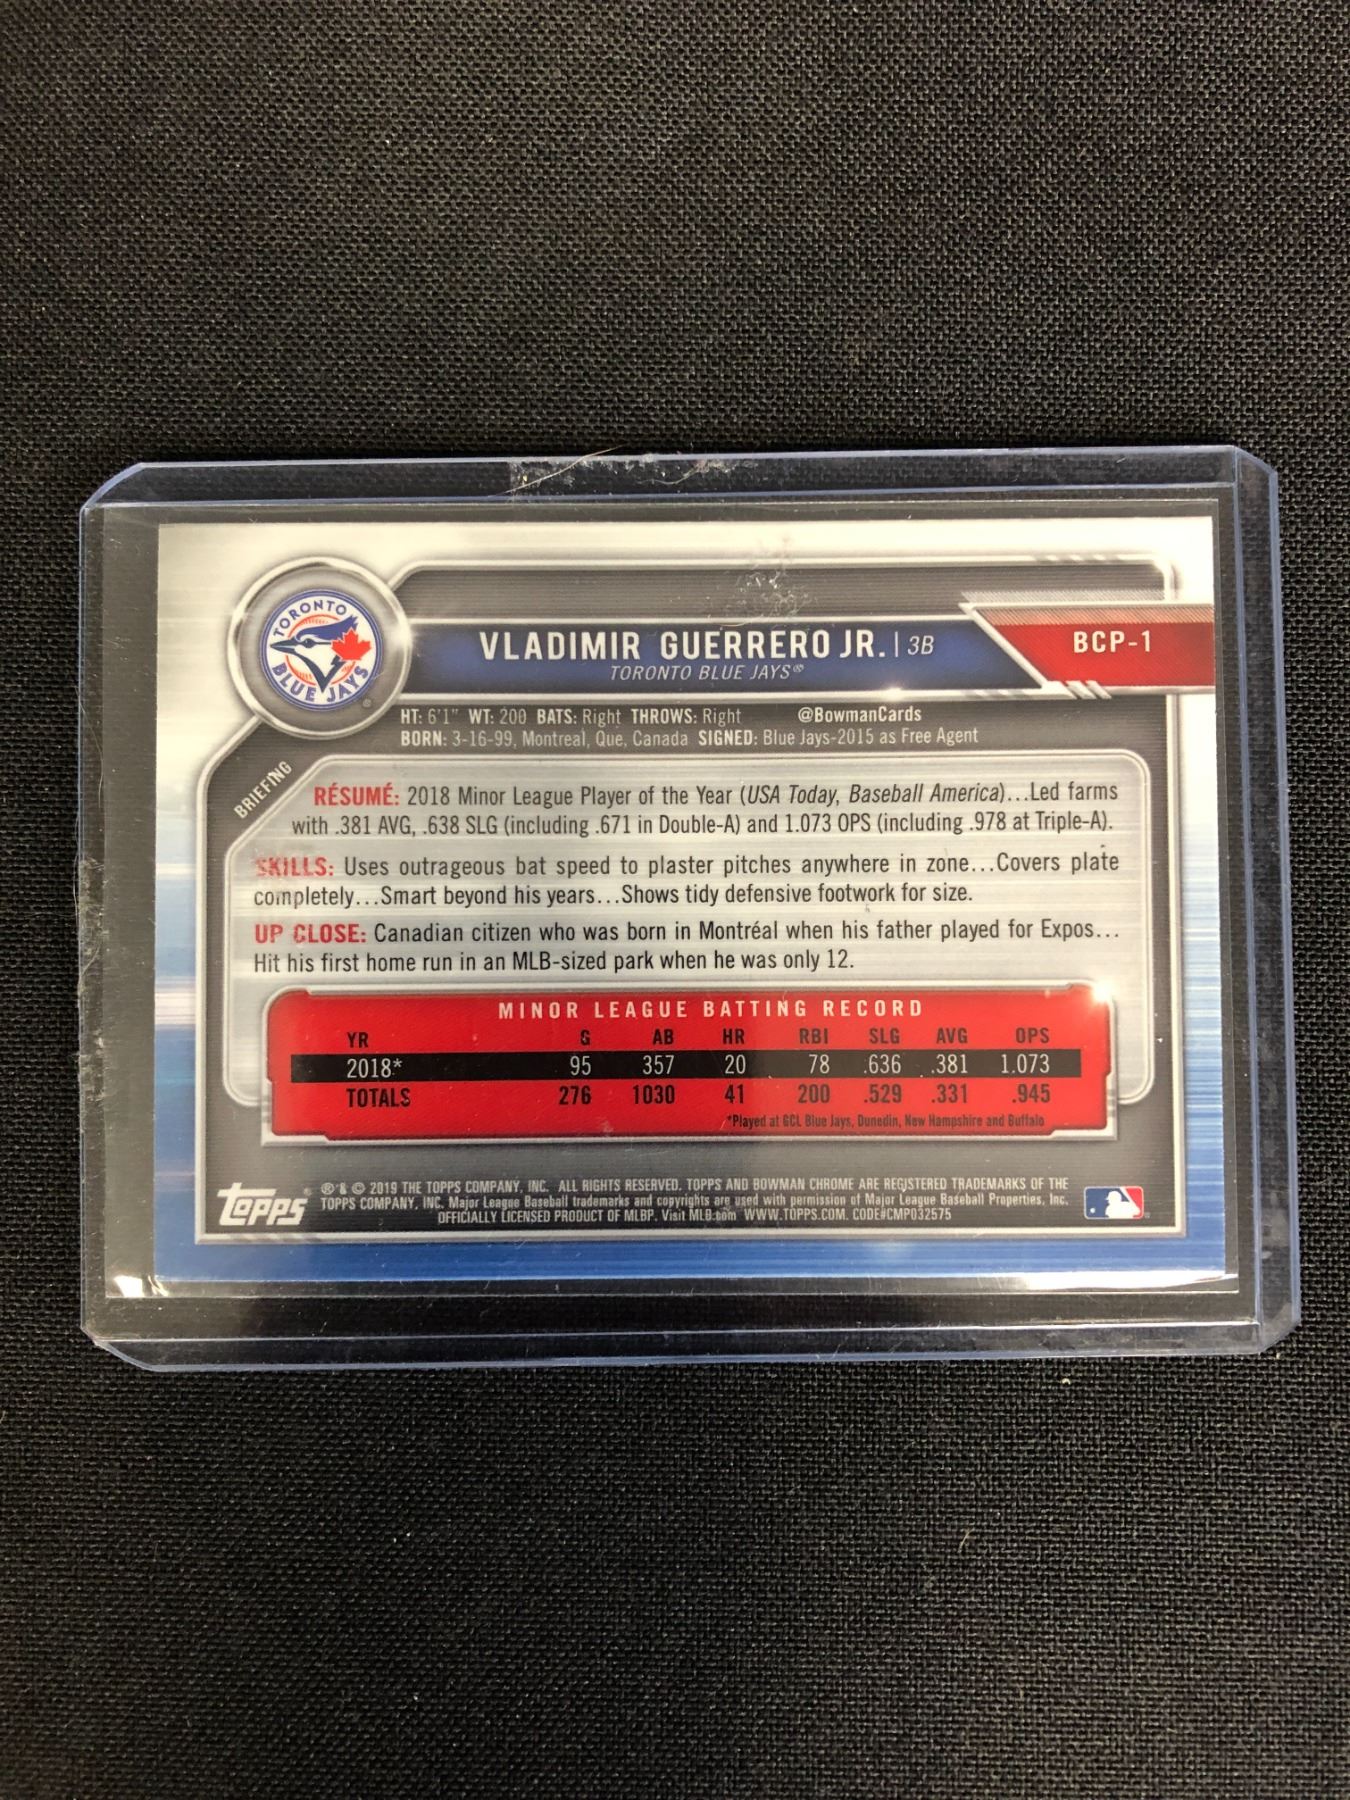 TORONTO
BLUE JAYS
VLADIMIR GUERRERO JR. | 3B
TORONTO BLUE JAYS®
BCP-1
HT: 6'1" WT: 200 BATS: Right THROWS: Right @BowmanCards
BORN: 3-16-99, Montreal, Que, Canada SIGNED: Blue Jays-2015 as Free Agent
BRIEFING
RÉSUMÉ: 2018 Minor League Player of the Year (USA Today, Baseball America)...Led farms
with .381 AVG, .638 SLG (including .671 in Double-A) and 1.073 OPS (including .978 at Triple-A).
SKILLS: Uses outrageous bat speed to plaster pitches anywhere in zone...Covers plate
completely...Smart beyond his years...Shows tidy defensive footwork for size.
UP CLOSE: Canadian citizen who was born in Montréal when his father played for Expos...
Hit his first home run in an MLB-sized park when he was only 12.
MINOR LEAGUE BATTING RECORD
YR G AB HR RBI SLG AVG OPS
2018* 95 357 20 78 .636 .381 1.073
TOTALS 276 1030 41 200 .529 .331 .945
*Played at GCL Blue Jays, Dunedin, New Hampshire and Buffalo
topps
®& © 2019 THE TOPPS COMPANY, INC. ALL RIGHTS RESERVED. TOPPS AND BOWMAN CHROME ARE REGISTERED TRADEMARKS OF THE
TOPPS COMPANY, INC. Major League Baseball trademarks and copyrights are used with permission of Major League Baseball Properties, Inc.
OFFICIALLY LICENSED PRODUCT OF MLBP. Visit MLB.com WWW.TOPPS.COM. CODE#CMP032575